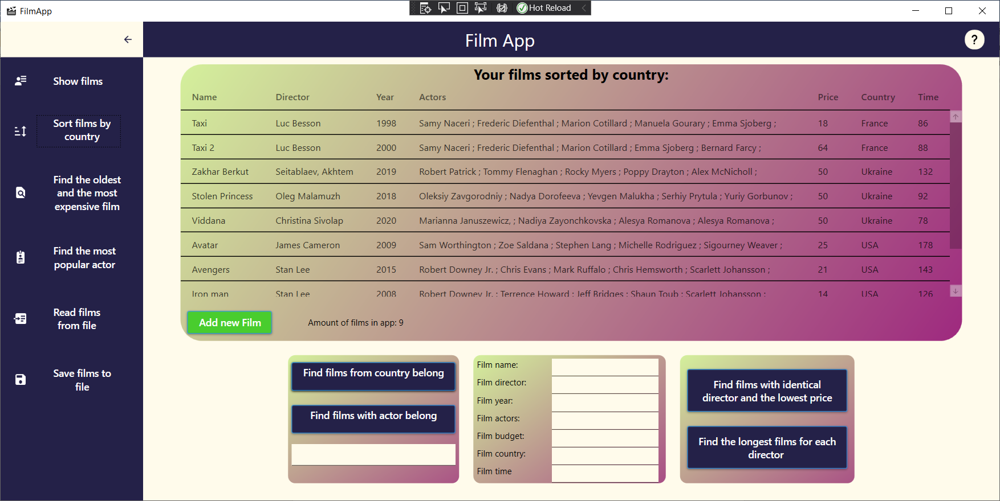 FilmApp
Hot Reload
Film App
?
Show films
Sort films by
country
Find the oldest
and the most
expensive film
Find the most
popular actor
Read films
from file
Save films to
file
Your films sorted by country:
Name Director Year Actors Price Country Time
Taxi Luc Besson 1998 Samy Naceri ; Frederic Diefenthal ; Marion Cotillard ; Manuela Gourary ; Emma Sjoberg ; 18 France 86
Taxi 2 Luc Besson 2000 Samy Naceri ; Frederic Diefenthal ; Marion Cotillard ; Emma Sjoberg ; Bernard Farcy ; 64 France 88
Zakhar Berkut Seitablaev, Akhtem 2019 Robert Patrick ; Tommy Flenaghan ; Rocky Myers ; Poppy Drayton ; Alex McNicholl ; 50 Ukraine 132
Stolen Princess Oleg Malamuzh 2018 Oleksiy Zavgorodniy ; Nadya Dorofeeva ; Yevgen Malukha ; Serhiy Prytula ; Yuriy Gorbunov ; 50 Ukraine 92
Viddana Christina Sivolap 2020 Marianna Januszewicz, ; Nadiya Zayonchkovska ; Alesya Romanova ; Alesya Romanova ; 50 Ukraine 78
Avatar James Cameron 2009 Sam Worthington ; Zoe Saldana ; Stephen Lang ; Michelle Rodriguez ; Sigourney Weaver ; 25 USA 178
Avengers Stan Lee 2015 Robert Downey Jr. ; Chris Evans ; Mark Ruffalo ; Chris Hemsworth ; Scarlett Johansson ; 21 USA 143
Iron man Stan Lee 2008 Robert Downey Jr. ; Terrence Howard ; Jeff Bridges ; Shaun Toub ; Scarlett Johansson ; 14 USA 126
Add new Film
Amount of films in app: 9
Find films from country belong
Find films with actor belong
Film name:
Film director:
Film year:
Film actors:
Film budget:
Film country:
Film time
Find films with identical
director and the lowest price
Find the longest films for each
director